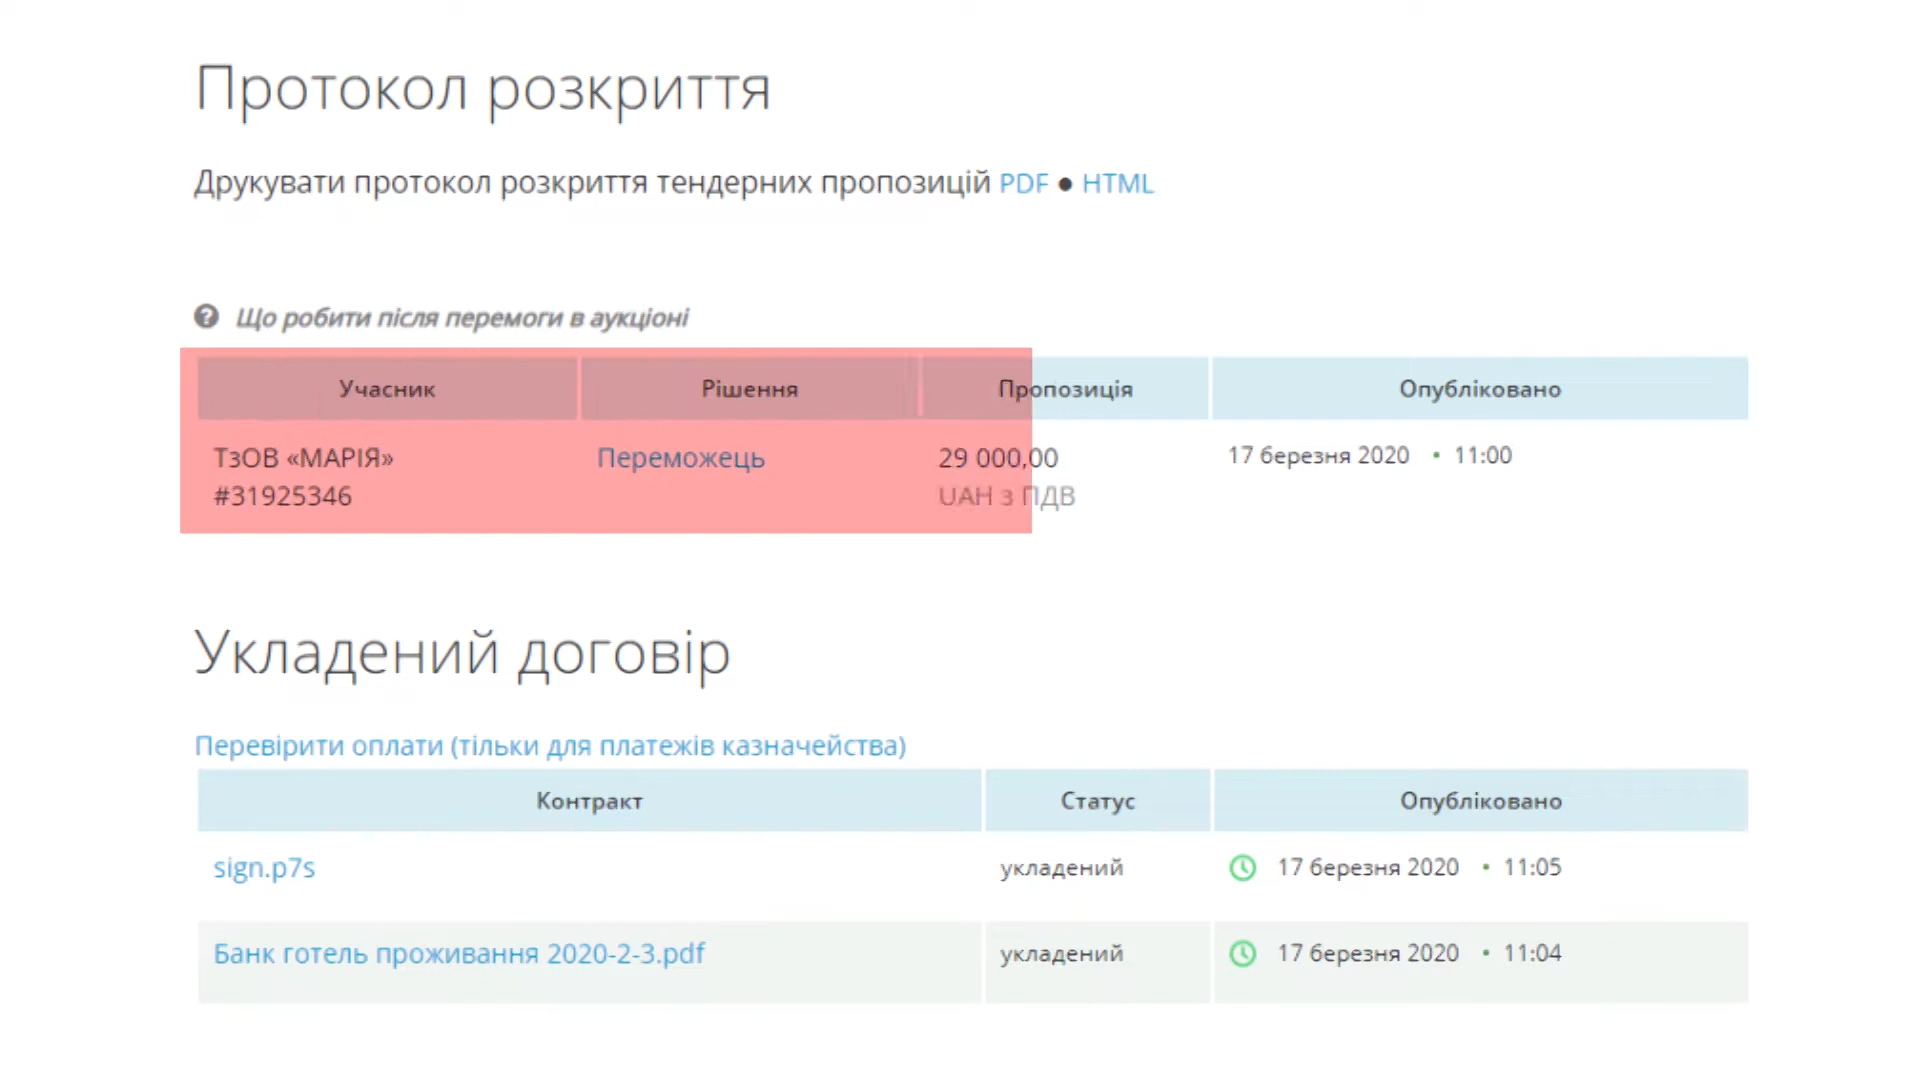 Протокол розкриття
Друкувати протокол розкриття тендерних пропозицій PDF ● HTML
Що робити після перемоги в аукціоні
Учасник Рішення Пропозиція Опубліковано
ТзОВ «МАРІЯ» Переможець 29 000,00 17 березня 2020 • 11:00
#31925346 UAH з ПДВ
Укладений договір
Перевірити оплати (тільки для платежів казначейства)
Контракт Статус Опубліковано
sign.p7s укладений 17 березня 2020 • 11:05
Банк готель проживання 2020-2-3.pdf укладений 17 березня 2020 • 11:04